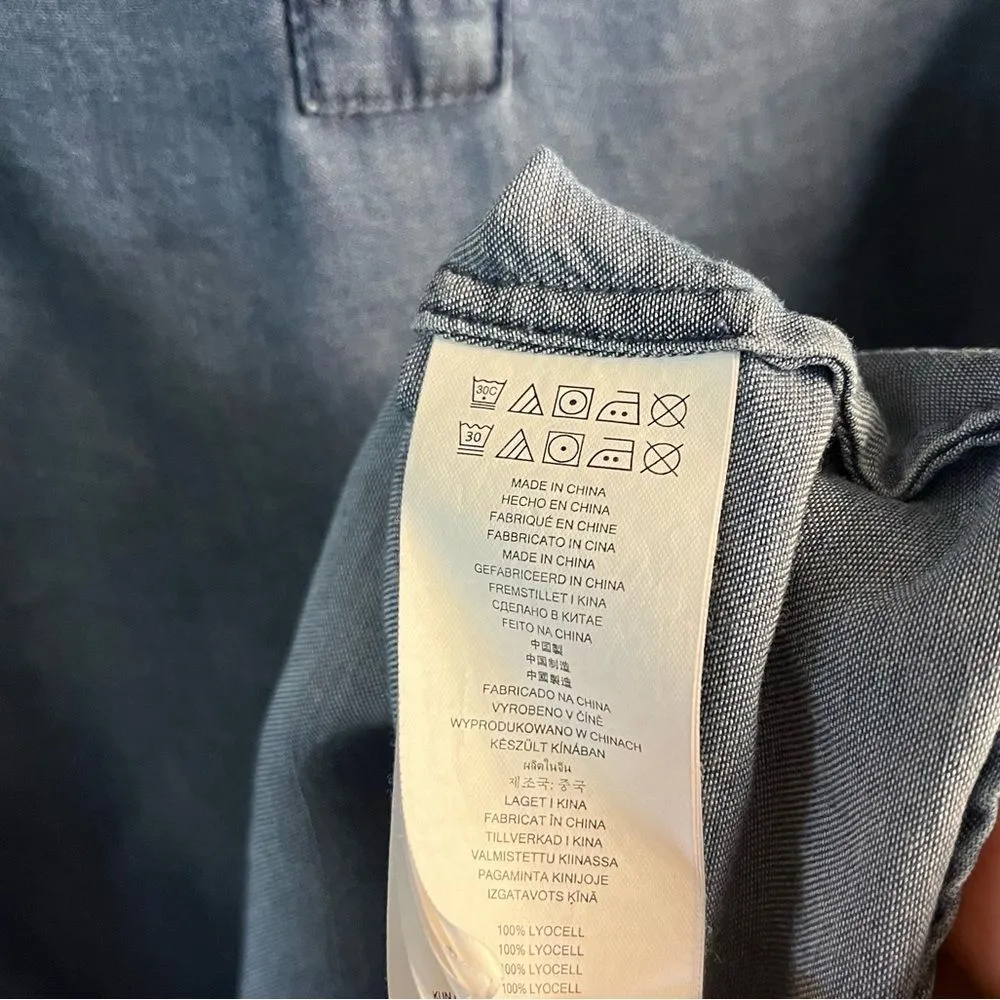 30C
30
MADE IN CHINA
HECHO EN CHINA
FABRIQUÉ EN CHINE
FABBRICATO IN CINA
MADE IN CHINA
GEFABRICEERD IN CHINA
FREMSTILLET I KINA
СДЕЛАНО В КИТАЕ
FEITO NA CHINA
中国製
中国制造
中國製造
FABRICADO NA CHINA
VYROBENO V ČÍNĚ
WYPRODUKOWANO W CHINACH
KÉSZÜLT KÍNÁBAN
ผลิตในจีน
제조국: 중국
LAGET I KINA
FABRICAT ÎN CHINA
TILLVERKAD I KINA
VALMISTETTU KIINASSA
PAGAMINTA KINIJOJE
IZGATAVOTS ĶĪNĀ
100% LYOCELL
100% LYOCELL
100% LYOCELL
100% LYOCELL